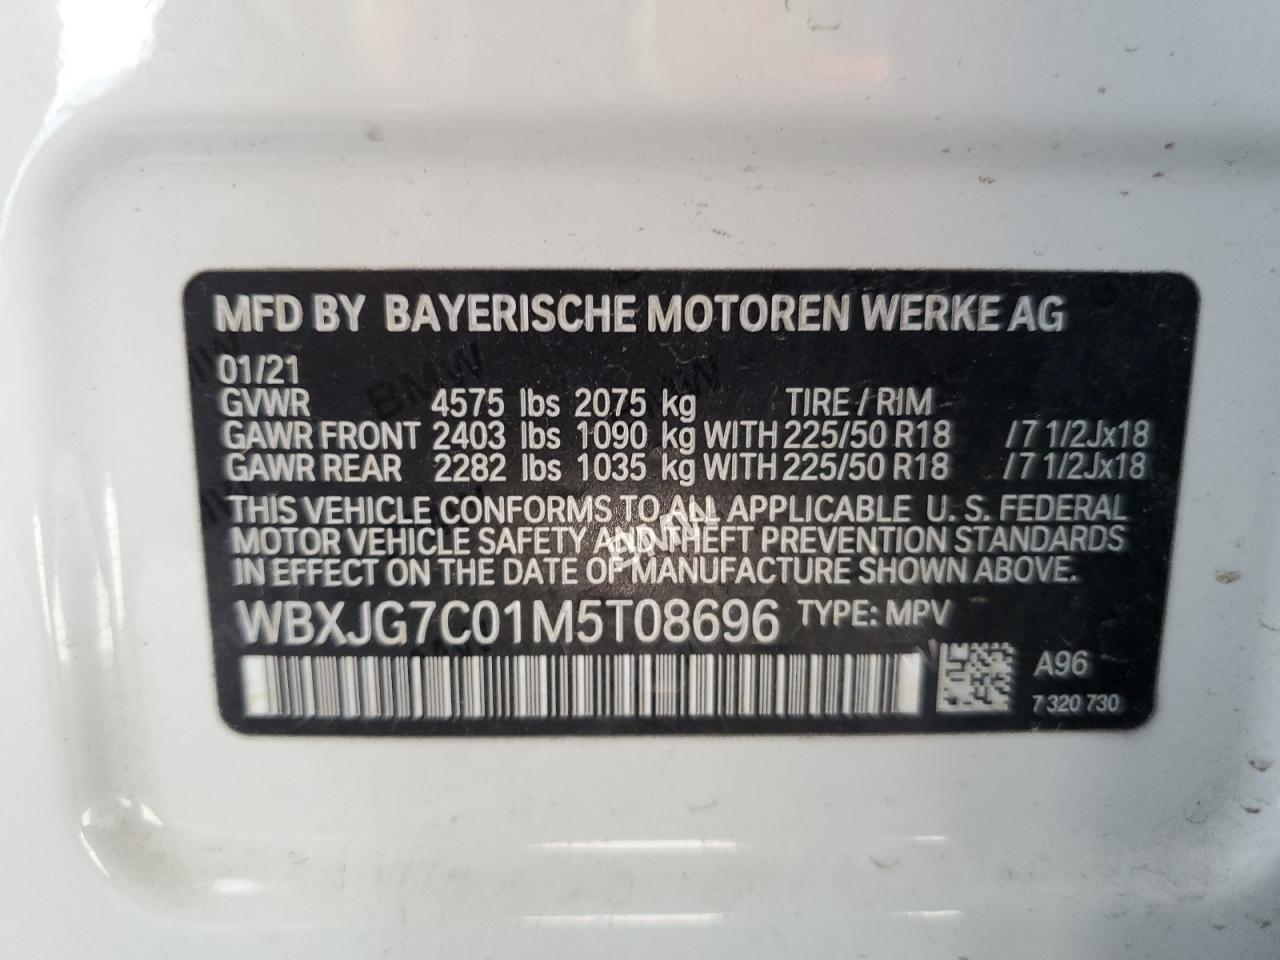 MFD BY BAYERISCHE MOTOREN WERKE AG
01/21
GVWR 4575 lbs 2075 kg TIRE / RIM
GAWR FRONT 2403 lbs 1090 kg WITH 225/50 R18 /7 1/2Jx18
GAWR REAR 2282 lbs 1035 kg WITH 225/50 R18 /7 1/2Jx18
THIS VEHICLE CONFORMS TO ALL APPLICABLE U. S. FEDERAL
MOTOR VEHICLE SAFETY AND THEFT PREVENTION STANDARDS
IN EFFECT ON THE DATE OF MANUFACTURE SHOWN ABOVE.
WBXJG7C01M5T08696 TYPE: MPV
A96
7 320 730